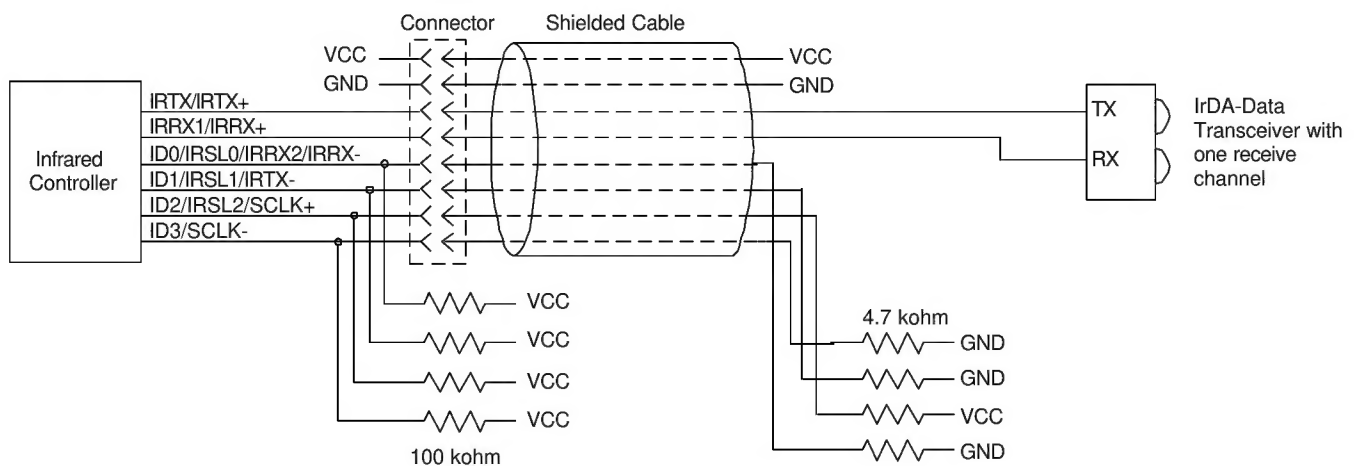 Connector
Shielded Cable
VCC
VCC
GND
GND
IRTX/IRTX+
IRRX1/IRRX+
ID0/IRSL0/IRRX2/IRRX-
ID1/IRSL1/IRTX-
ID2/IRSL2/SCLK+
ID3/SCLK-
Infrared
Controller
TX
RX
IrDA-Data
Transceiver with
one receive
channel
VCC
VCC
VCC
VCC
100 kohm
4.7 kohm
GND
GND
VCC
GND